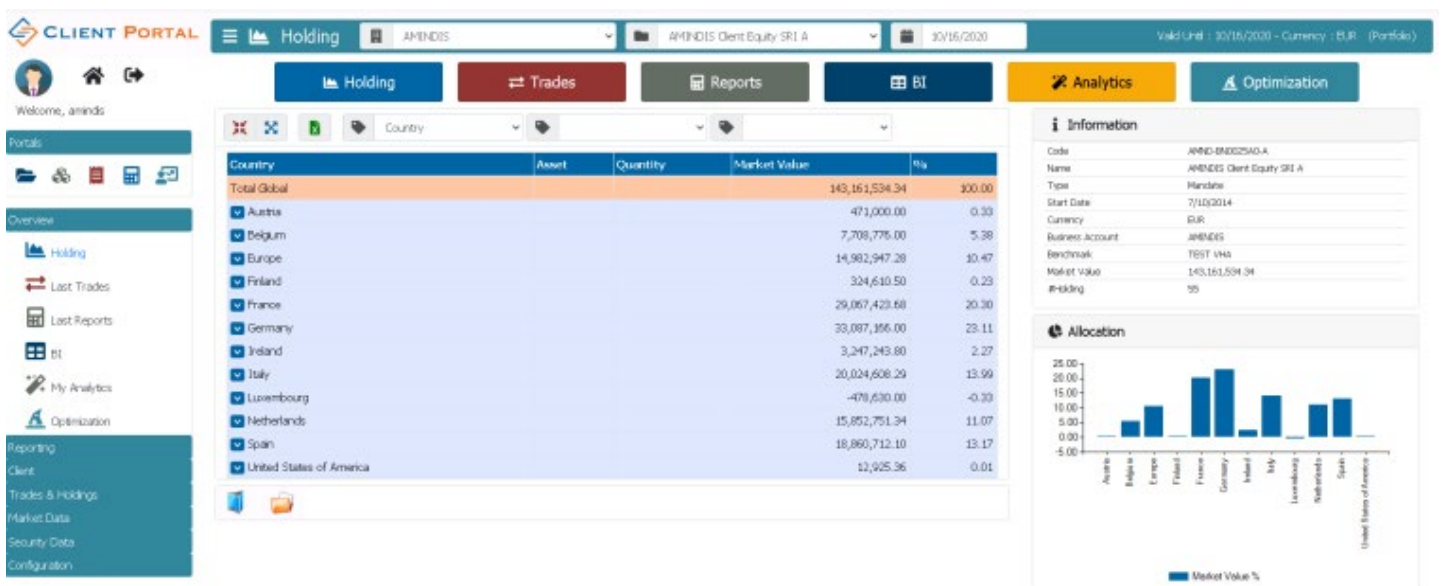 CLIENT PORTAL
Holding
AMINDIS
AMINDIS Client Equity SRI A
10/16/2020
Valid Until : 10/16/2020 - Currency : EUR (Portfolio)
Welcome, aminds
Holding
Trades
Reports
BI
Analytics
Optimization
Portals
Overview
Holding
Last Trades
Last Reports
BI
My Analytics
Optimization
Reporting
Client
Trades & Holdings
Market Data
Security Data
Configuration
Country
Country Asset Quantity Market Value %
Total Global 143,161,534.34 100.00
Austria 471,000.00 0.33
Belgium 7,708,776.00 5.38
Europe 14,982,947.28 10.47
Finland 324,610.50 0.23
France 29,067,423.68 20.30
Germany 33,087,166.00 23.11
Ireland 3,247,243.80 2.27
Italy 20,024,608.29 13.99
Luxembourg -478,630.00 -0.33
Netherlands 15,852,751.34 11.07
Spain 18,860,712.10 13.17
United States of America 12,925.36 0.01
Information
Code
Name AMINDIS Client Equity SRI A
Type Mandate
Start Date 7/10/2014
Currency EUR
Business Account AMINDIS
Benchmark TEST VHA
Market Value 143,161,534.34
#Holding 55
Allocation
25.00
20.00
15.00
10.00
5.00
0.00
-5.00
Austria
Belgium
Europe
Finland
France
Germany
Ireland
Italy
Luxembourg
Netherlands
Spain
United States of America
Market Value %